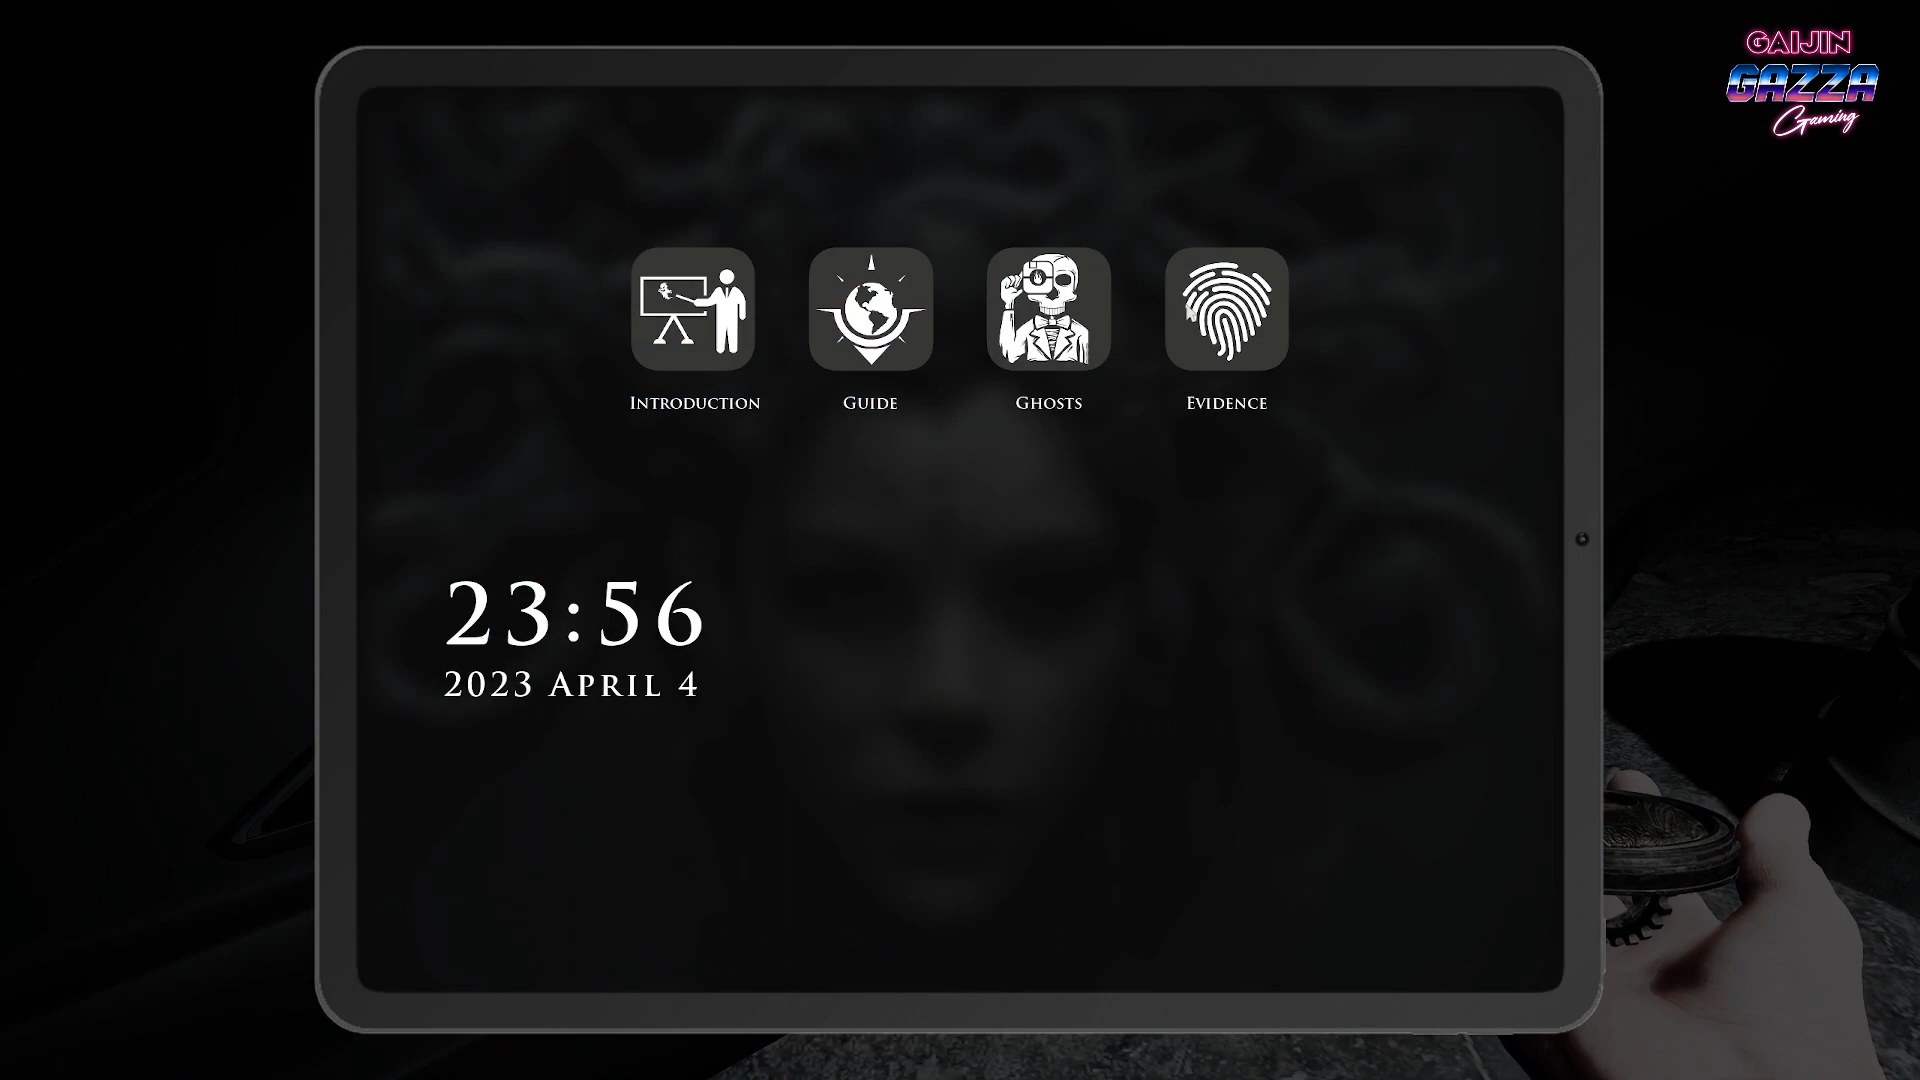 GAIJIN
GAZZA
Gaming
INTRODUCTION
GUIDE
GHOSTS
EVIDENCE
23:56
2023 APRIL 4